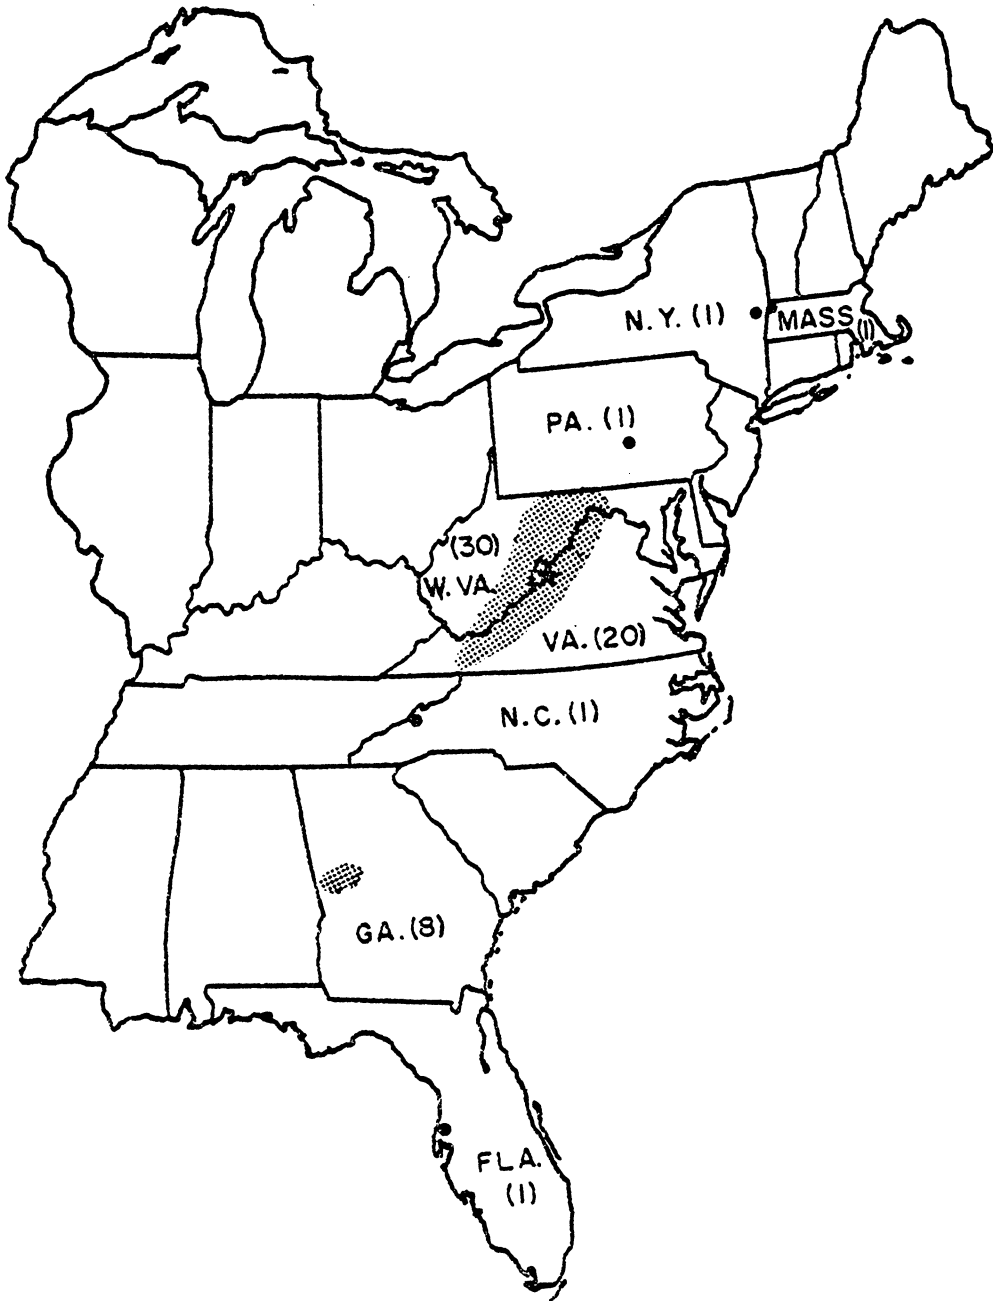 N.Y. (1)
MASS
(1)
PA. (1)
(30)
W. VA.
VA. (20)
N.C. (1)
GA. (8)
FLA.
(1)